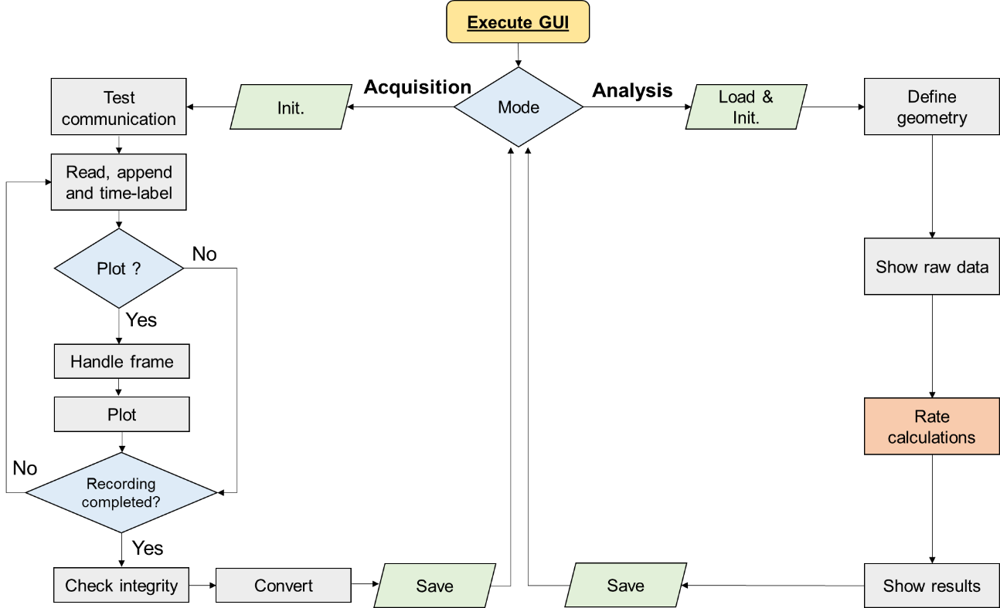 Execute GUI
Acquisition
Mode
Analysis
Init.
Load &
Init.
Test
communication
Define
geometry
Read, append
and time-label
Plot ?
No
Yes
Handle frame
Plot
No
Recording
completed?
Yes
Check integrity
Convert
Save
Show raw data
Rate
calculations
Show results
Save